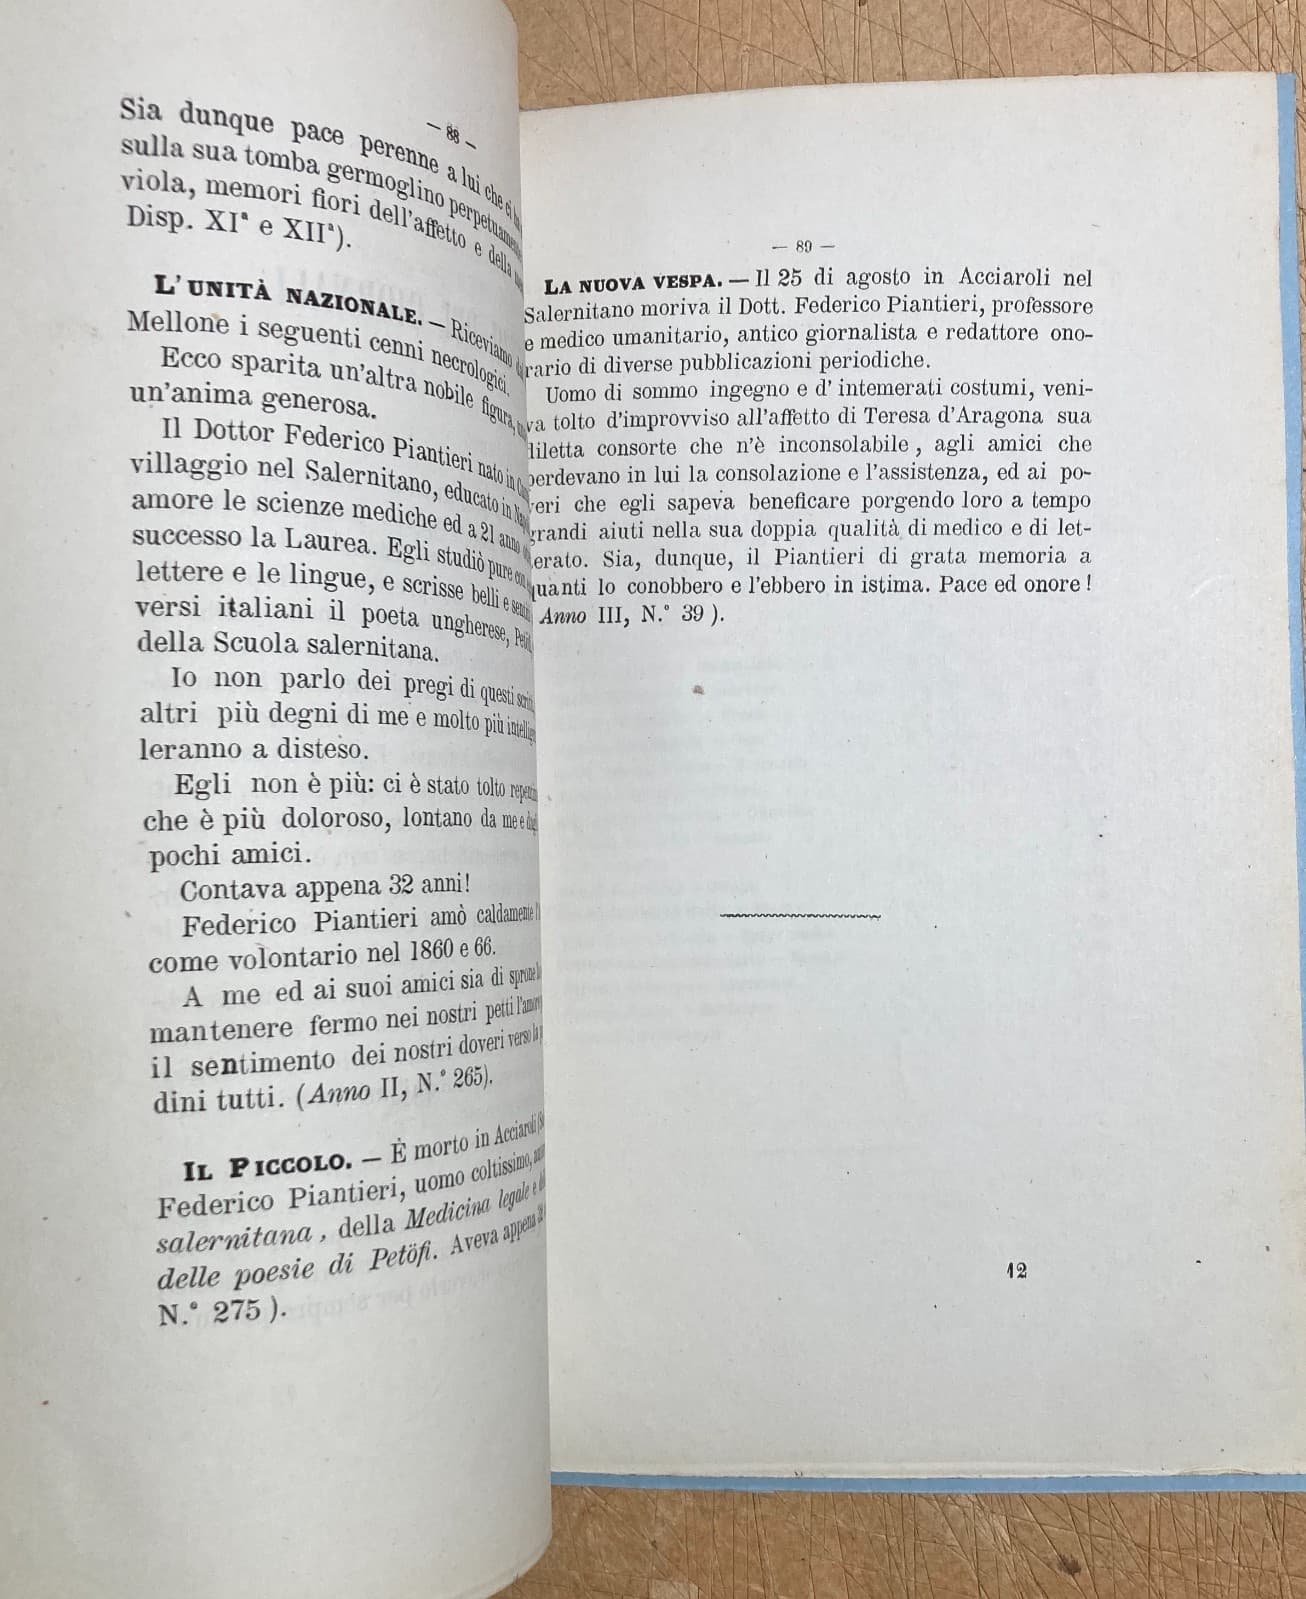 — 88 —
Sia dunque pace perenne a lui che ci
sulla sua tomba germoglino perpetuamente
viola, memori fiori dell'affetto e della
Disp. XIª e XIIª).
L'UNITÀ NAZIONALE. — Riceviamo
Mellone i seguenti cenni necrologici.
Ecco sparita un'altra nobile figura,
un'anima generosa.
Il Dottor Federico Piantieri nato in
villaggio nel Salernitano, educato in
amore le scienze mediche ed a 21 anno
successo la Laurea. Egli studiò pure
lettere e le lingue, e scrisse belli e
versi italiani il poeta ungherese,
della Scuola salernitana.
Io non parlo dei pregi di questi
altri più degni di me e molto più
leranno a disteso.
Egli non è più: ci è stato tolto
che è più doloroso, lontano da me e
pochi amici.
Contava appena 32 anni!
Federico Piantieri amò caldamente
come volontario nel 1860 e 66.
A me ed ai suoi amici sia di sprone
mantenere fermo nei nostri petti
il sentimento dei nostri doveri verso la
dini tutti. (Anno II, N.° 265).
IL PICCOLO. — È morto in Acciaroli
Federico Piantieri, uomo coltissimo,
salernitana, della Medicina legale e
delle poesie di Petöfi. Aveva appena
N.° 275 ).
— 89 —
LA NUOVA VESPA. — Il 25 di agosto in Acciaroli nel
Salernitano moriva il Dott. Federico Piantieri, professore
e medico umanitario, antico giornalista e redattore ono-
rario di diverse pubblicazioni periodiche.
Uomo di sommo ingegno e d' intemerati costumi, veni-
va tolto d'improvviso all'affetto di Teresa d'Aragona sua
diletta consorte che n'è inconsolabile, agli amici che
perdevano in lui la consolazione e l'assistenza, ed ai po-
veri che egli sapeva beneficare porgendo loro a tempo
grandi aiuti nella sua doppia qualità di medico e di let-
terato. Sia, dunque, il Piantieri di grata memoria a
quanti lo conobbero e l'ebbero in istima. Pace ed onore!
Anno III, N.° 39 ).
12